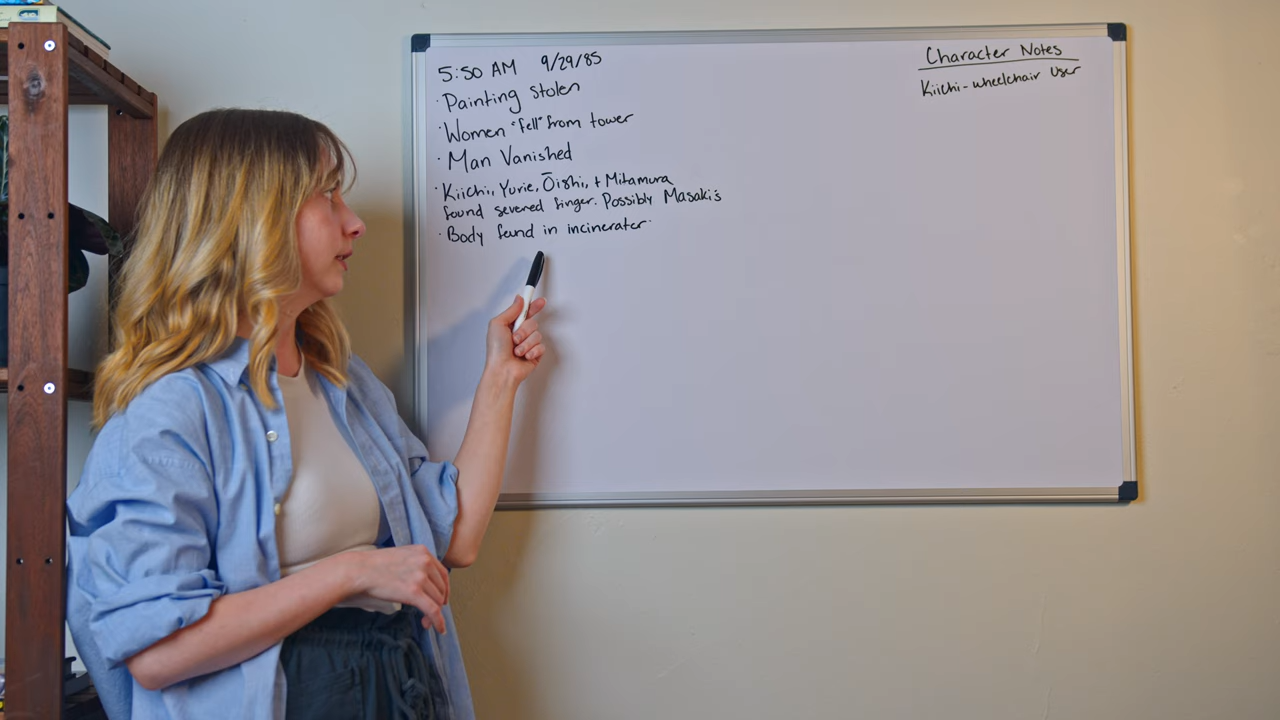 5:50 AM 9/29/85
· Painting stolen
· Women "fell" from tower
· Man Vanished
· Kiichi, Yurie, Ōishi, + Mitamura
found severed finger. Possibly Masaki's
· Body found in incinerator
Character Notes
Kiichi - wheelchair user